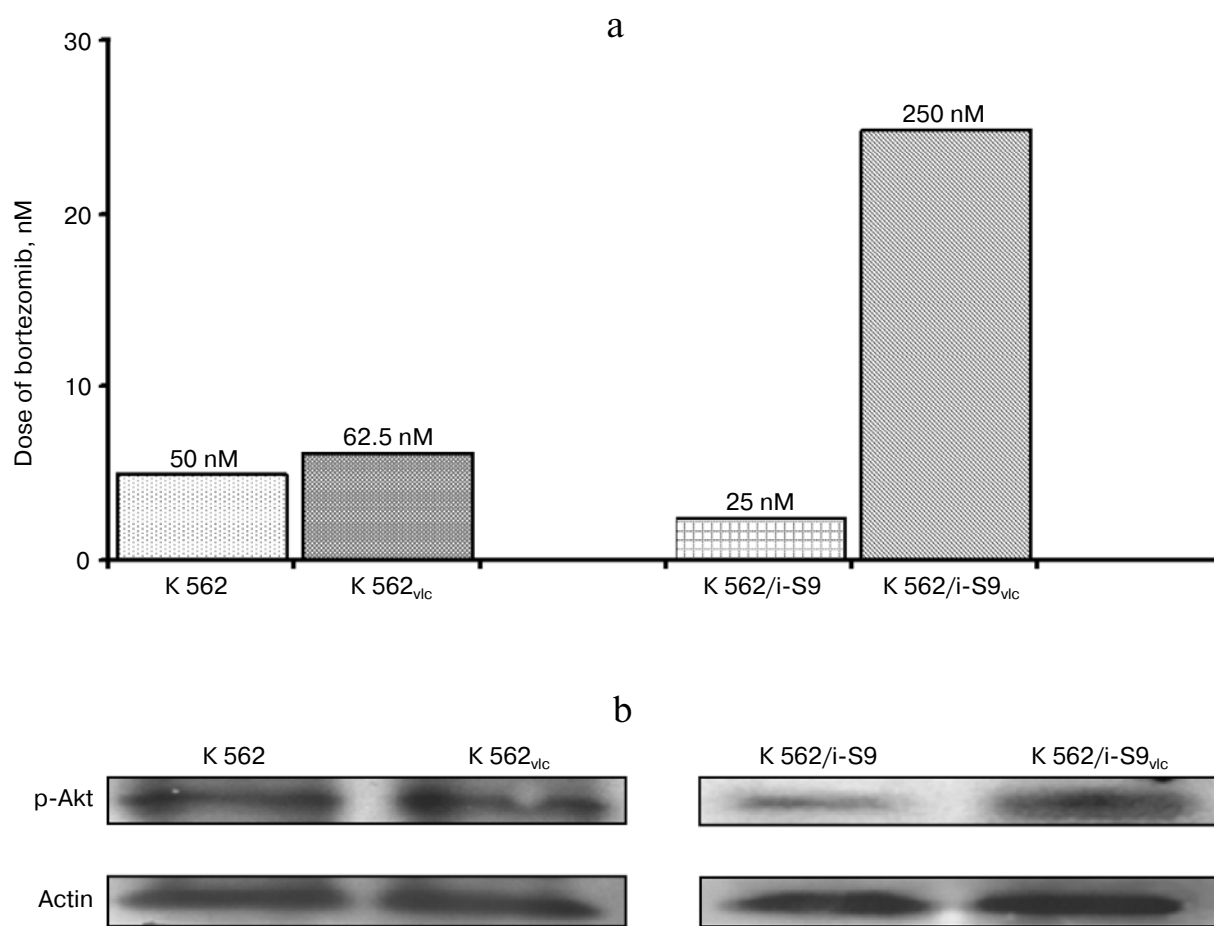 a
30
20
10
0
Dose of bortezomib, nM
50 nM
62.5 nM
25 nM
250 nM
K 562
K 562vlc
K 562/i-S9
K 562/i-S9vlc
b
K 562
K 562vlc
K 562/i-S9
K 562/i-S9vlc
p-Akt
Actin